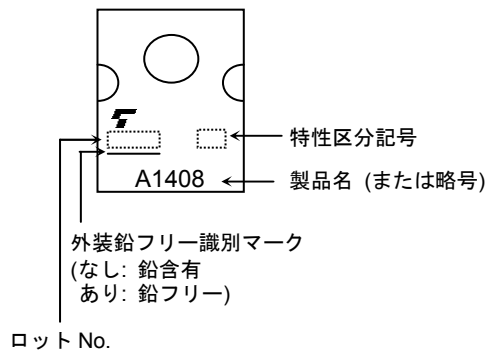 特性区分記号
A1408
製品名 (または略号)
外装鉛フリー識別マーク
(なし: 鉛含有
あり: 鉛フリー)
ロット No.